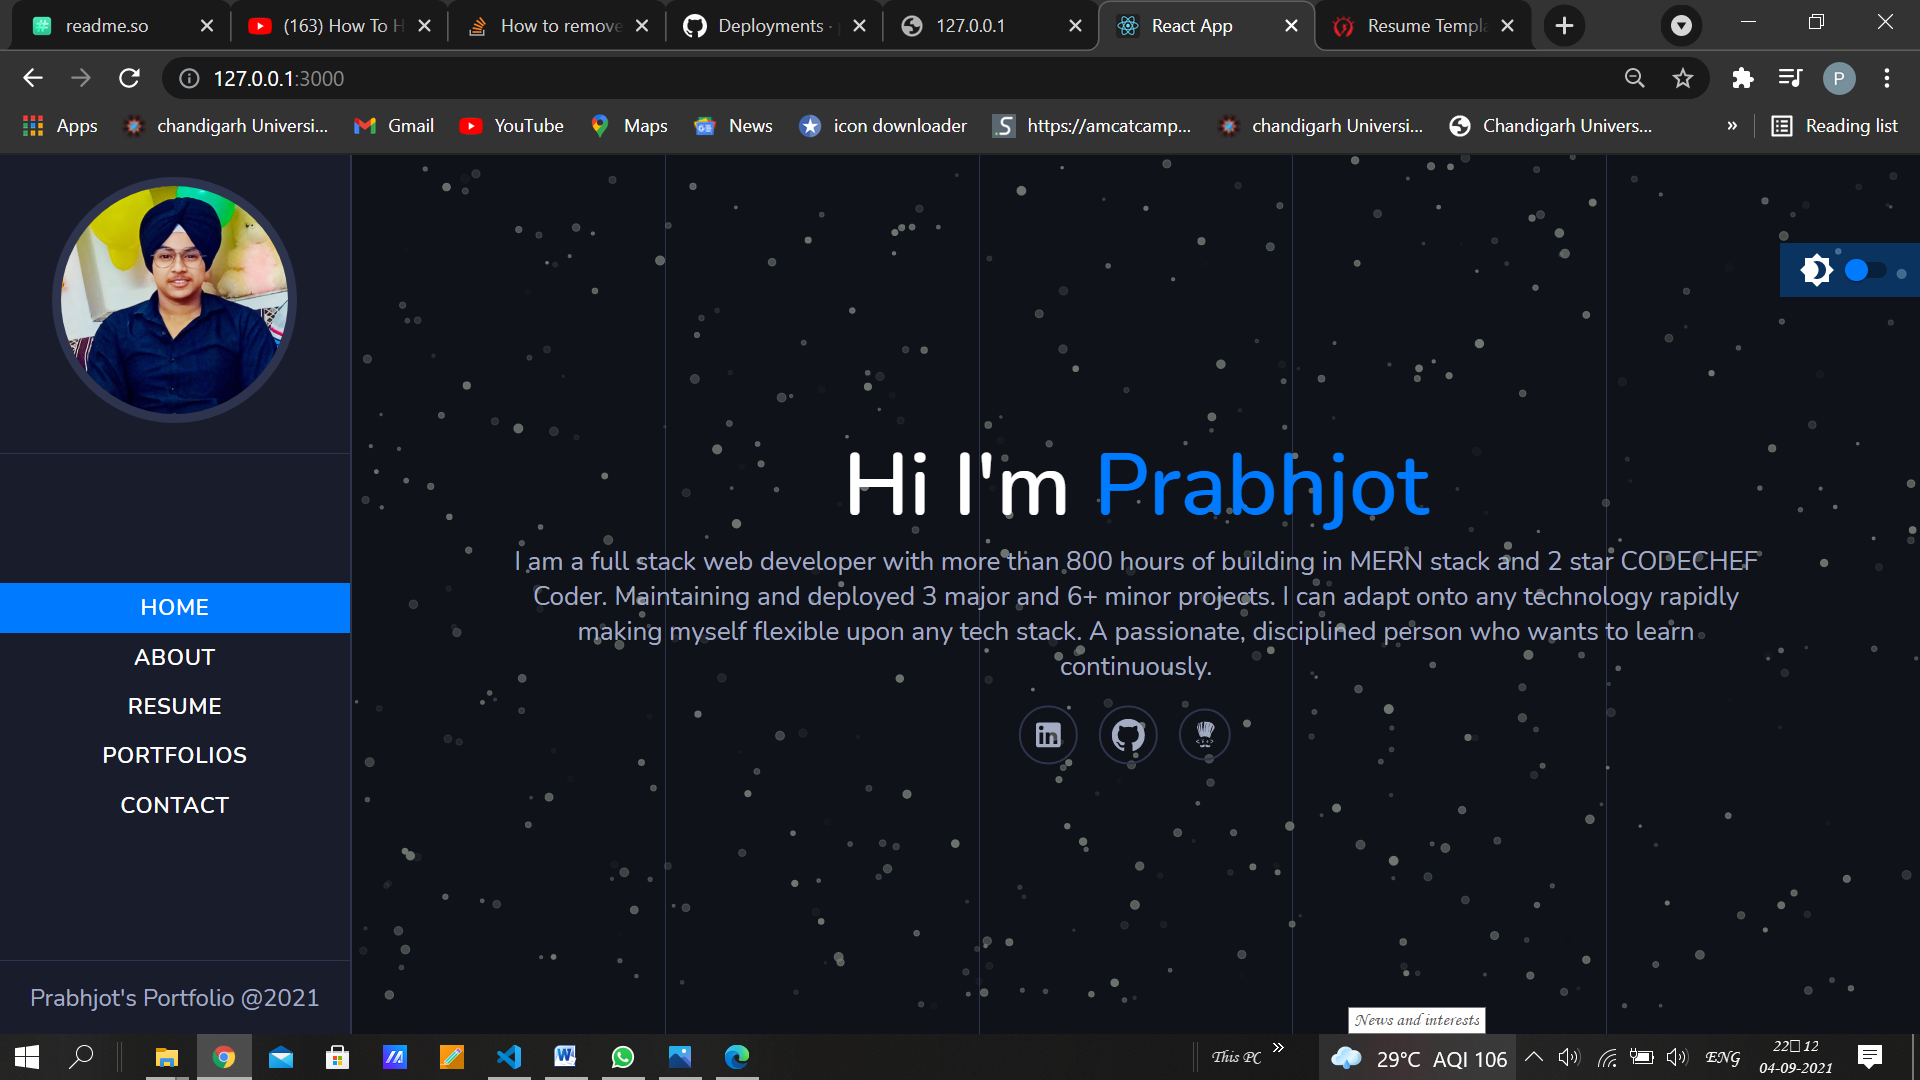 readme.so
(163) How To H
How to remove
Deployments ·
127.0.0.1
React App
Resume Templa
127.0.0.1:3000
P
Apps
chandigarh Universi...
Gmail
YouTube
Maps
News
icon downloader
https://amcatcamp...
chandigarh Universi...
Chandigarh Univers...
»
Reading list
Hi I'm Prabhjot
I am a full stack web developer with more than 800 hours of building in MERN stack and 2 star CODECHEF
Coder. Maintaining and deployed 3 major and 6+ minor projects. I can adapt onto any technology rapidly
making myself flexible upon any tech stack. A passionate, disciplined person who wants to learn
continuously.
HOME
ABOUT
RESUME
PORTFOLIOS
CONTACT
Prabhjot's Portfolio @2021
News and interests
This PC
»
29°C AQI 106
ENG
22□12
04-09-2021